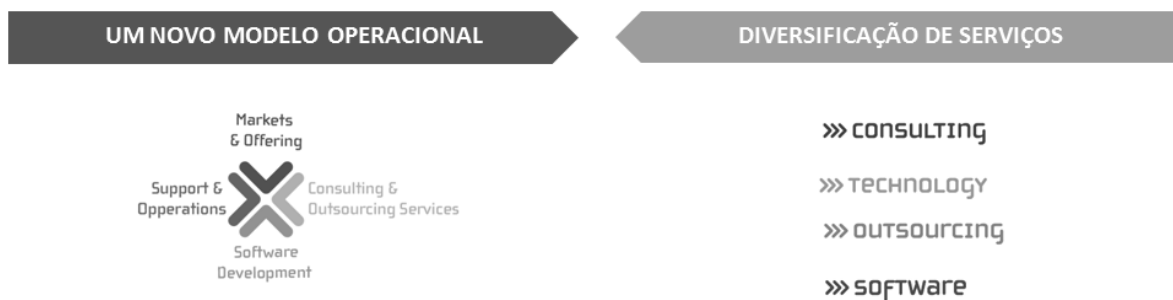 UM NOVO MODELO OPERACIONAL
DIVERSIFICAÇÃO DE SERVIÇOS
Markets
& Offering
Support &
Opperations
Consulting &
Outsourcing Services
Software
Development
››› consulting
››› technology
››› outsourcing
››› software